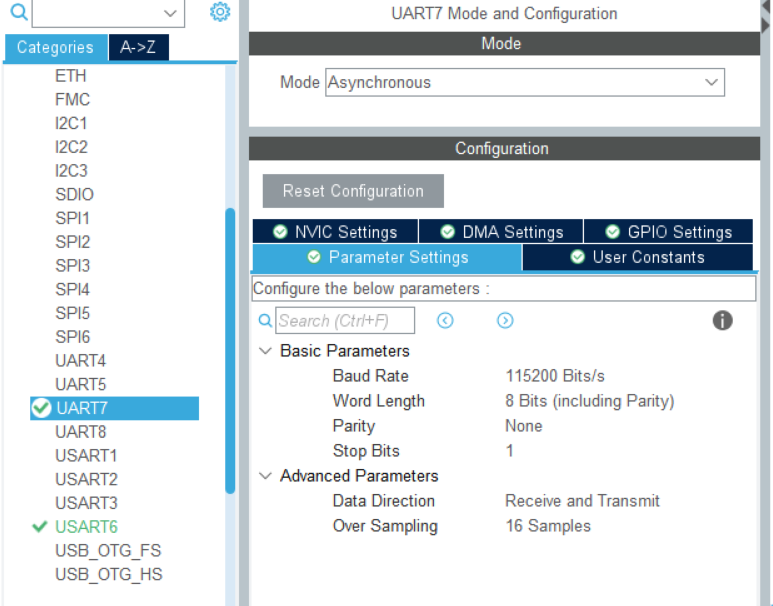 Categories A->Z
ETH
FMC
I2C1
I2C2
I2C3
SDIO
SPI1
SPI2
SPI3
SPI4
SPI5
SPI6
UART4
UART5
UART7
UART8
USART1
USART2
USART3
USART6
USB_OTG_FS
USB_OTG_HS
UART7 Mode and Configuration
Mode
Mode Asynchronous
Configuration
Reset Configuration
NVIC Settings DMA Settings GPIO Settings
Parameter Settings User Constants
Configure the below parameters :
Search (Ctrl+F)
Basic Parameters
Baud Rate 115200 Bits/s
Word Length 8 Bits (including Parity)
Parity None
Stop Bits 1
Advanced Parameters
Data Direction Receive and Transmit
Over Sampling 16 Samples